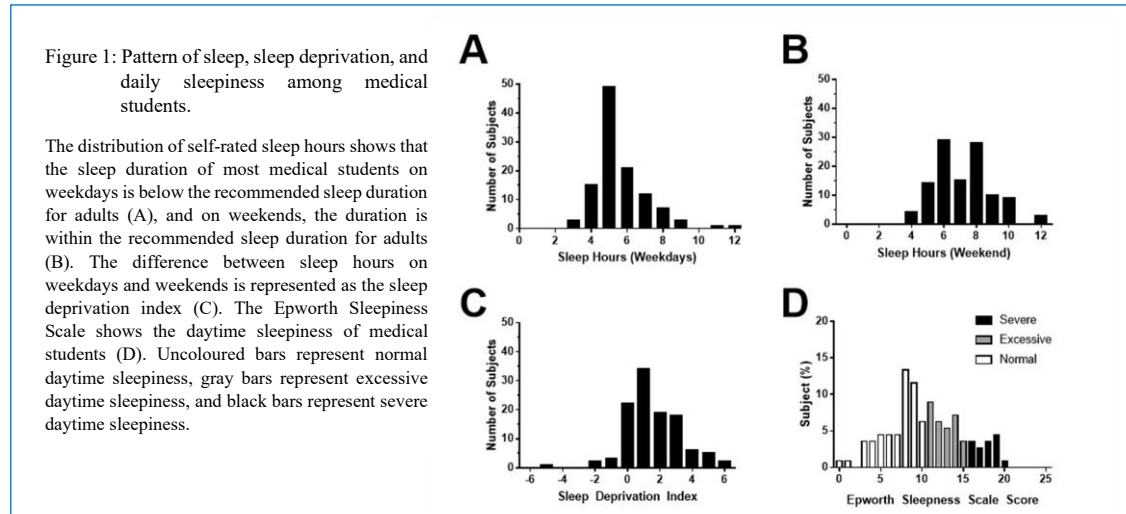 Figure 1: Pattern of sleep, sleep deprivation, and
daily sleepiness among medical
students.
The distribution of self-rated sleep hours shows that
the sleep duration of most medical students on
weekdays is below the recommended sleep duration
for adults (A), and on weekends, the duration is
within the recommended sleep duration for adults
(B). The difference between sleep hours on
weekdays and weekends is represented as the sleep
deprivation index (C). The Epworth Sleepiness
Scale shows the daytime sleepiness of medical
students (D). Uncoloured bars represent normal
daytime sleepiness, gray bars represent excessive
daytime sleepiness, and black bars represent severe
daytime sleepiness.
A
Number of Subjects
50
40
30
20
10
0
0 2 4 6 8 10 12
Sleep Hours (Weekdays)
B
Number of Subjects
50
40
30
20
10
0
0 2 4 6 8 10 12
Sleep Hours (Weekend)
C
Number of Subjects
50
40
30
20
10
0
-6 -4 -2 0 2 4 6
Sleep Deprivation Index
D
Subject (%)
20
15
10
5
0
0 5 10 15 20 25
Epworth Sleepness Scale Score
Severe
Excessive
Normal